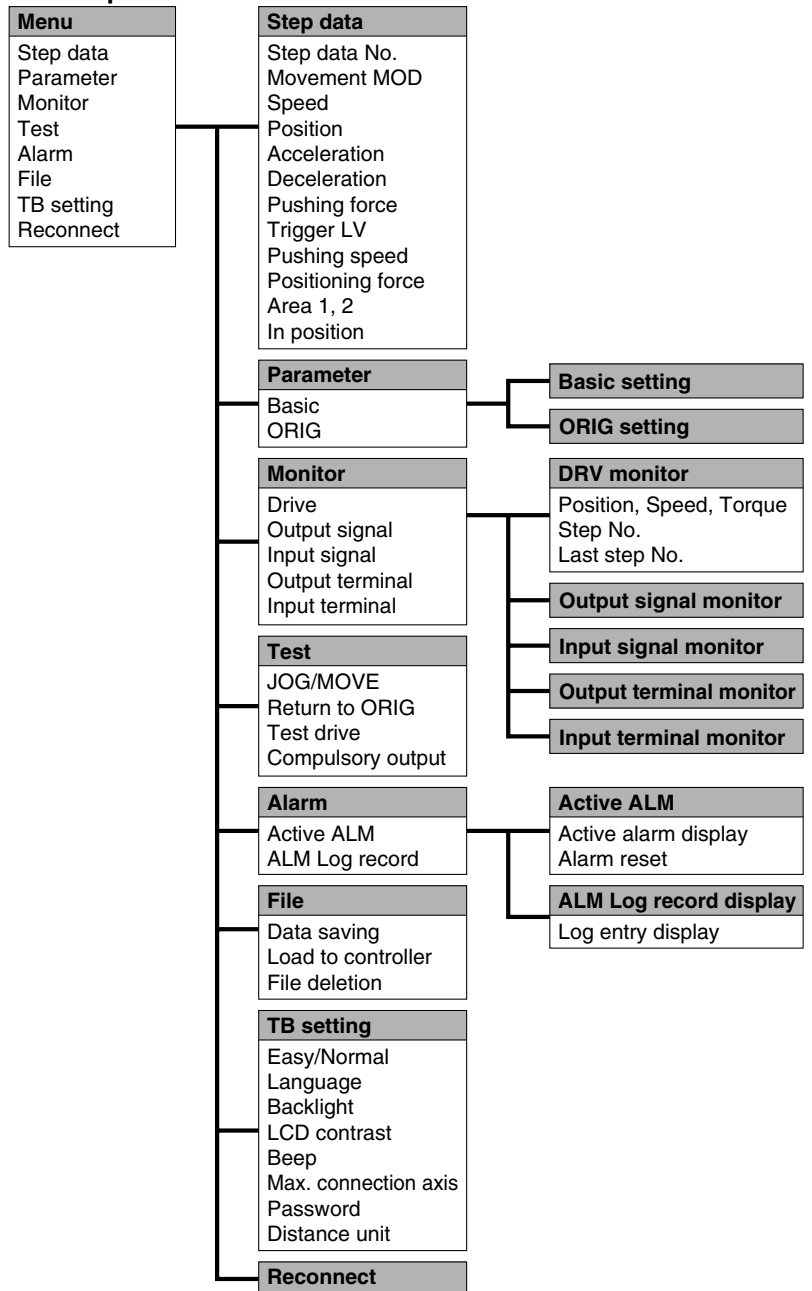 Menu
Step data
Parameter
Monitor
Test
Alarm
File
TB setting
Reconnect
Step data
Step data No.
Movement MOD
Speed
Position
Acceleration
Deceleration
Pushing force
Trigger LV
Pushing speed
Positioning force
Area 1, 2
In position
Parameter
Basic
ORIG
Basic setting
ORIG setting
Monitor
Drive
Output signal
Input signal
Output terminal
Input terminal
DRV monitor
Position, Speed, Torque
Step No.
Last step No.
Output signal monitor
Input signal monitor
Output terminal monitor
Input terminal monitor
Test
JOG/MOVE
Return to ORIG
Test drive
Compulsory output
Alarm
Active ALM
ALM Log record
Active ALM
Active alarm display
Alarm reset
ALM Log record display
Log entry display
File
Data saving
Load to controller
File deletion
TB setting
Easy/Normal
Language
Backlight
LCD contrast
Beep
Max. connection axis
Password
Distance unit
Reconnect